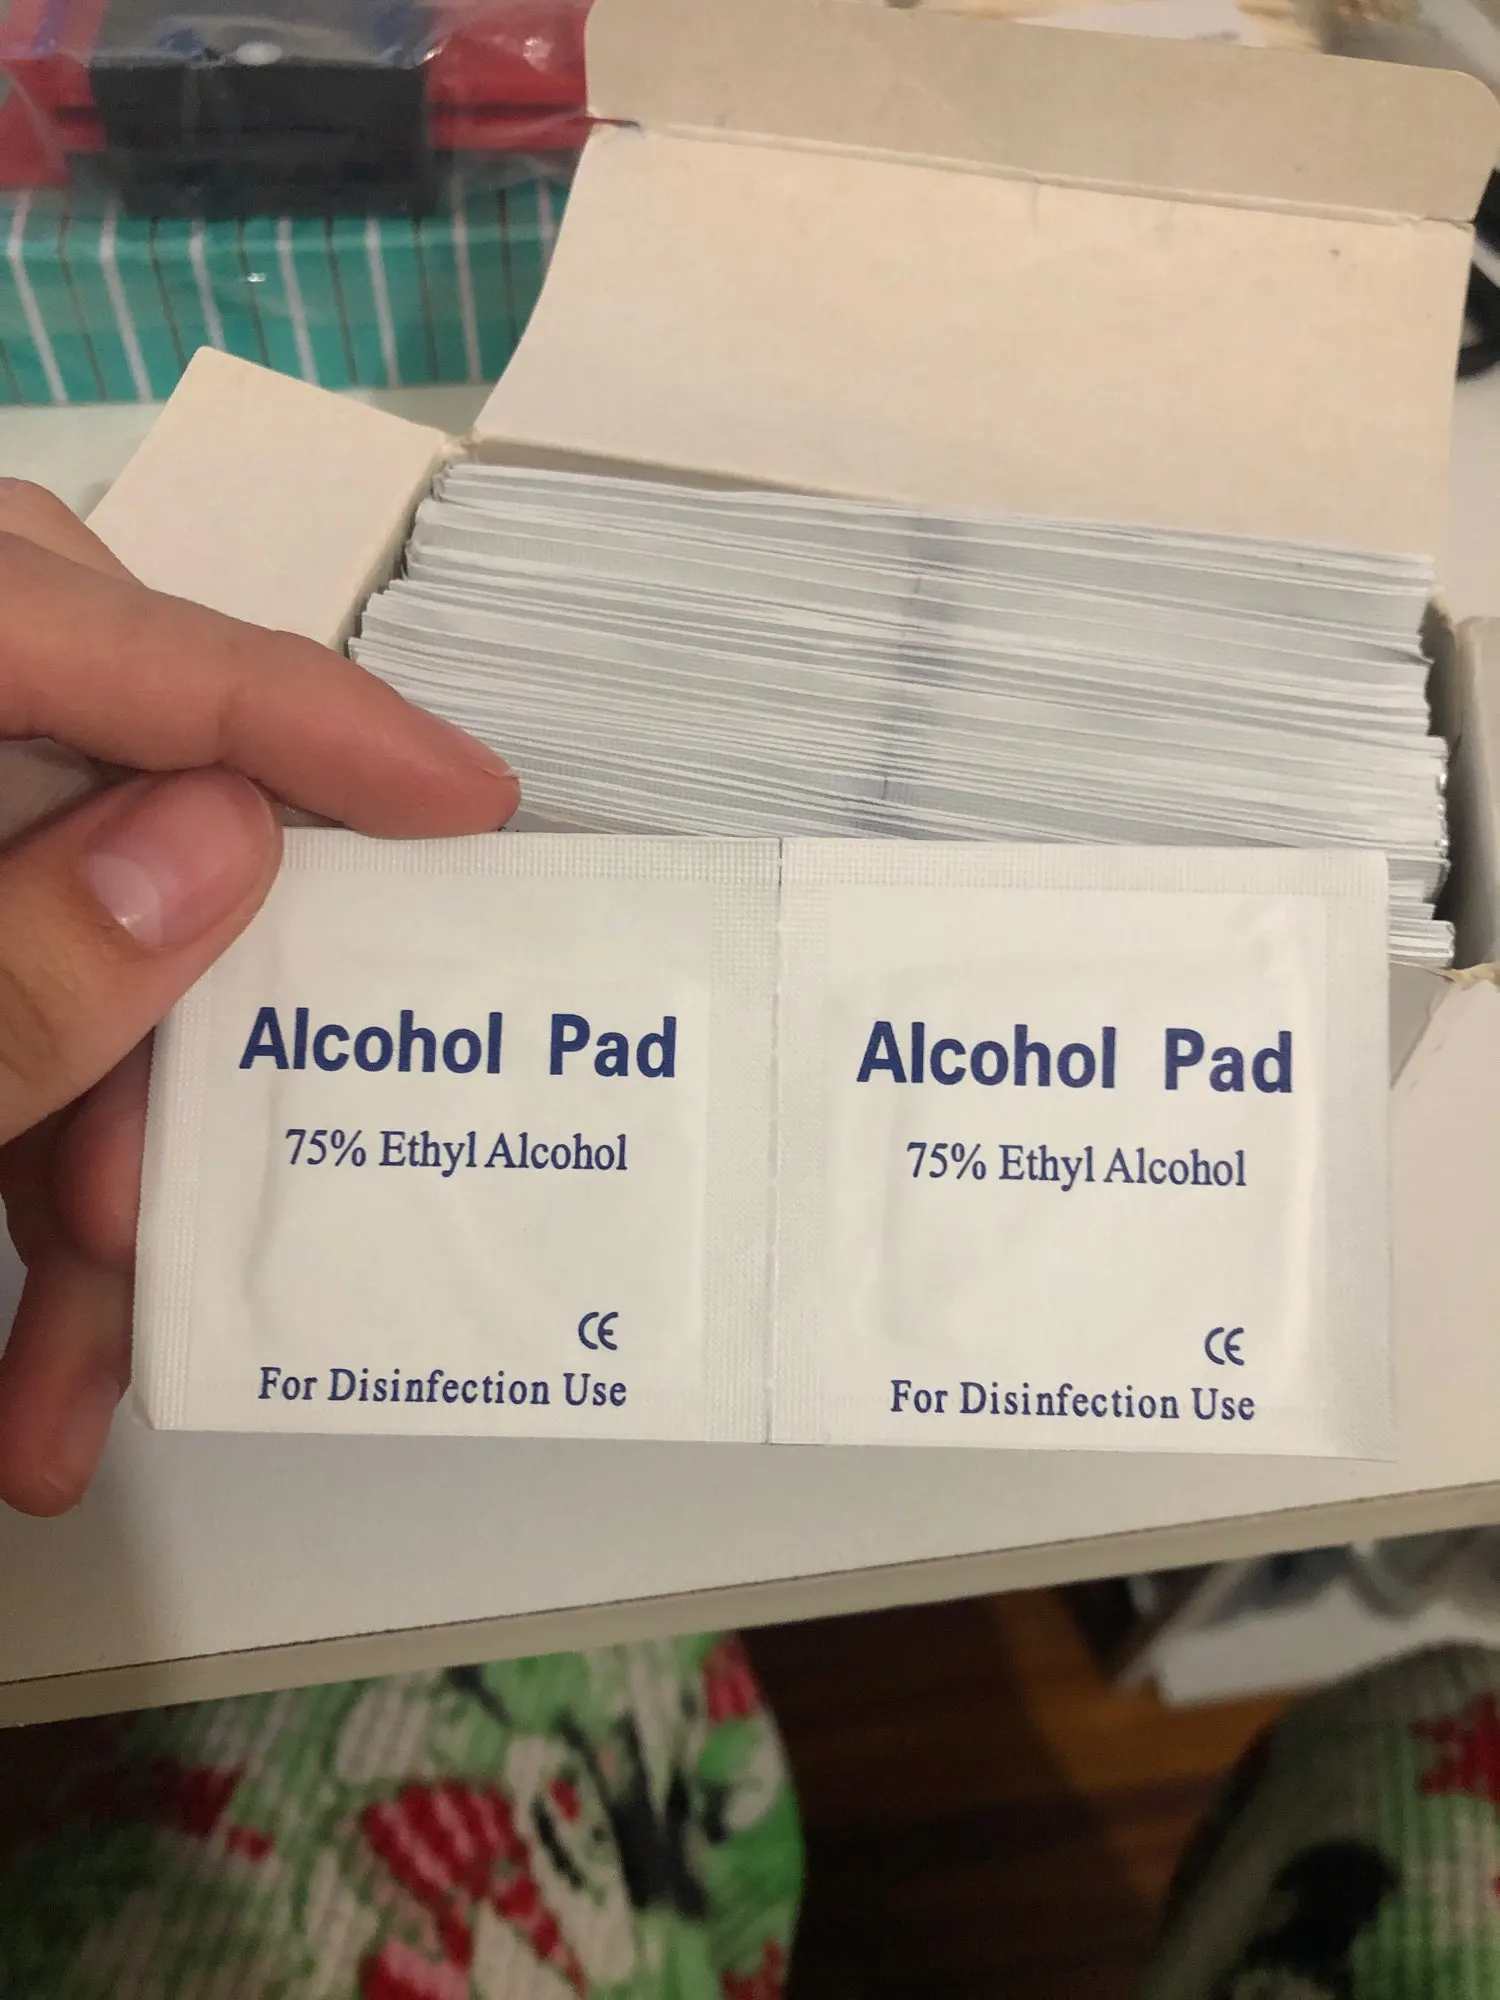 Alcohol Pad
75% Ethyl Alcohol
CE
For Disinfection Use
Alcohol Pad
75% Ethyl Alcohol
CE
For Disinfection Use